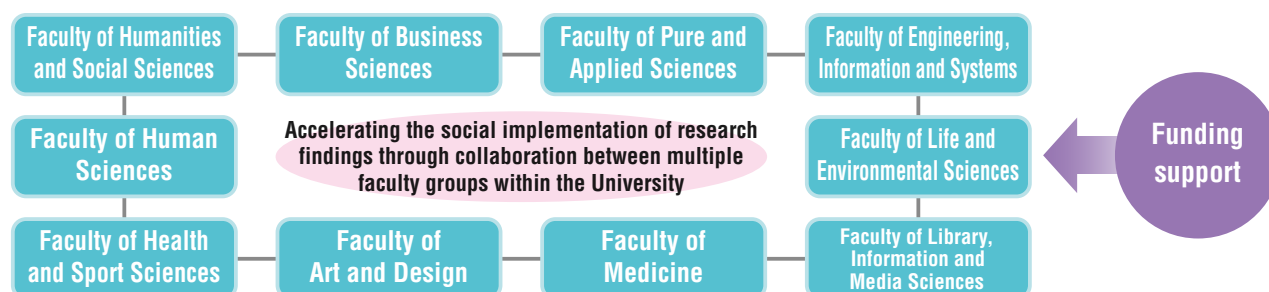 Faculty of Humanities
and Social Sciences
Faculty of Business
Sciences
Faculty of Pure and
Applied Sciences
Faculty of Engineering,
Information and Systems
Faculty of Human
Sciences
Accelerating the social implementation of research
findings through collaboration between multiple
faculty groups within the University
Faculty of Life and
Environmental Sciences
Funding
support
Faculty of Health
and Sport Sciences
Faculty of
Art and Design
Faculty of
Medicine
Faculty of Library,
Information and
Media Sciences